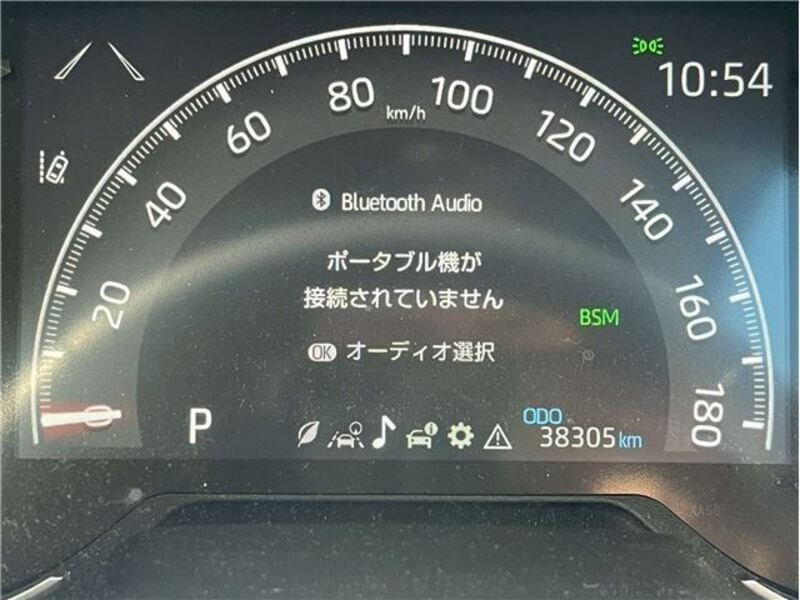 10:54
80
km/h
100
60
120
40
140
Bluetooth Audio
ポータブル機が
接続されていません
20
160
BSM
OK オーディオ選択
0
180
P
ODO
38305km